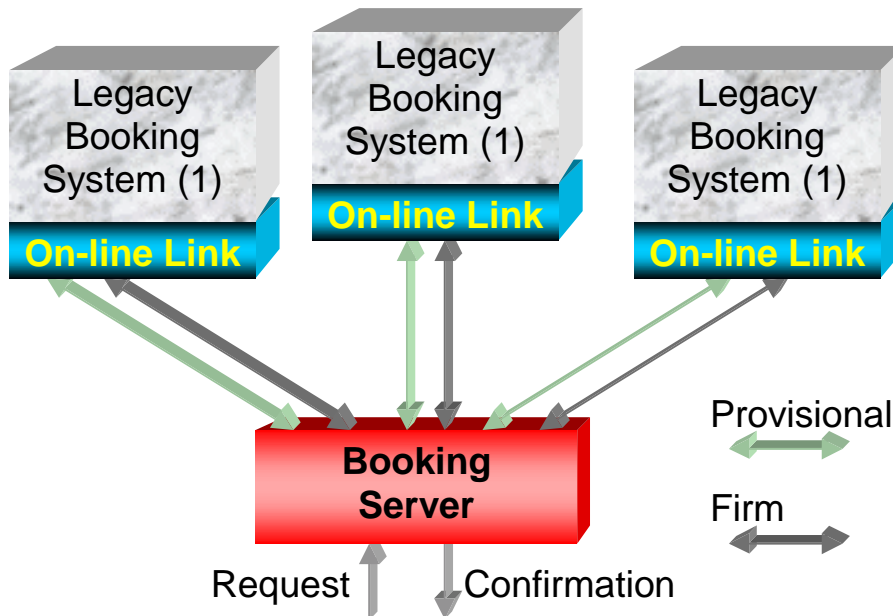 Legacy
Booking
System (1)
On-line Link
Legacy
Booking
System (1)
On-line Link
Legacy
Booking
System (1)
On-line Link
Booking
Server
Provisional
Firm
Request
Confirmation